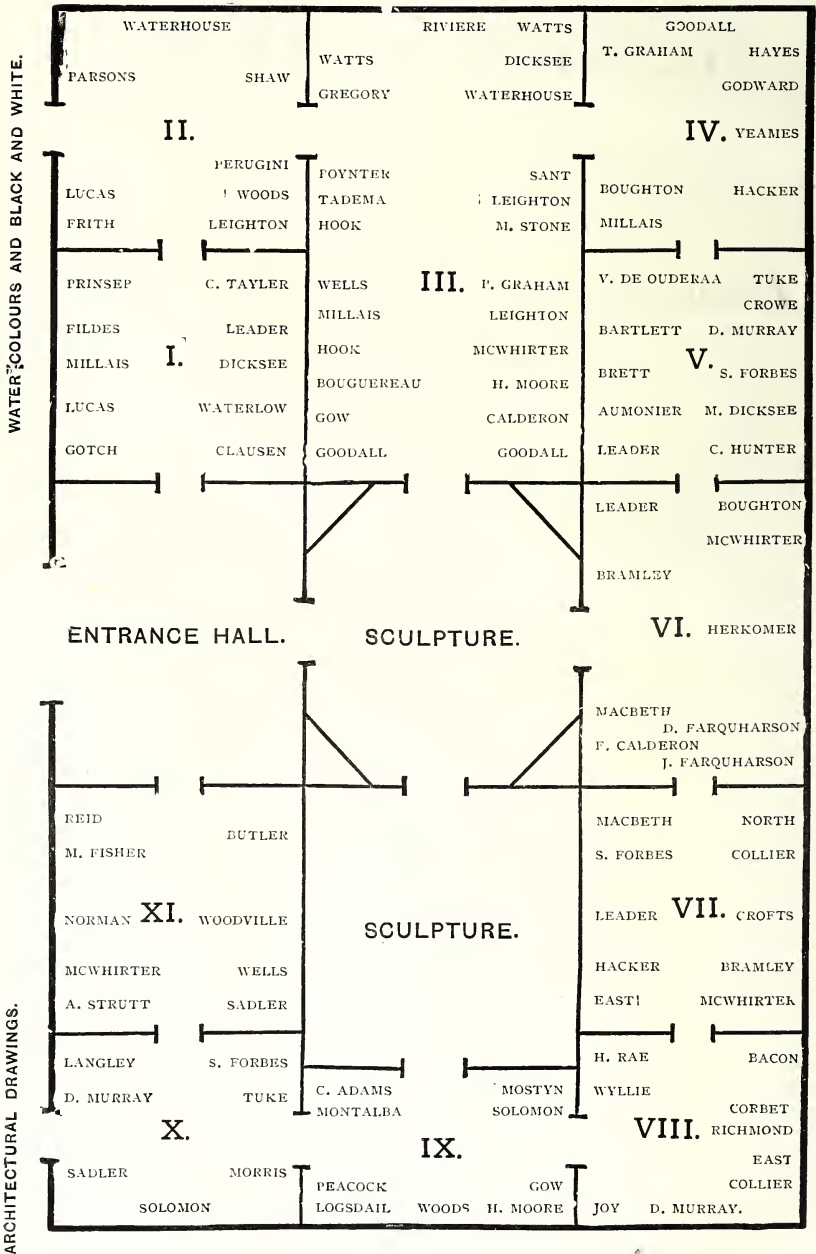 WATER COLOURS AND BLACK AND WHITE.
WATERHOUSE
PARSONS SHAW
II.
PERUGINI
LUCAS WOODS
FRITH LEIGHTON
RIVIERE WATTS
WATTS DICKSEE
GREGORY WATERHOUSE
POYNTER SANT
TADEMA LEIGHTON
HOOK M. STONE
III.
WELLS P. GRAHAM
MILLAIS LEIGHTON
HOOK MCWHIRTER
BOUGUEREAU H. MOORE
GOW CALDERON
GOODALL GOODALL
GOODALL
T. GRAHAM HAYES
GODWARD
IV. YEAMES
BOUGHTON HACKER
MILLAIS
PRINSEP C. TAYLER
FILDES LEADER
I.
MILLAIS DICKSEE
LUCAS WATERLOW
GOTCH CLAUSEN
V. DE OUDERAA TUKE
CROWE
BARTLETT D. MURRAY
V.
BRETT S. FORBES
AUMONIER M. DICKSEE
LEADER C. HUNTER
LEADER BOUGHTON
MCWHIRTER
BRAMLEY
VI. HERKOMER
MACBETH
D. FARQUHARSON
F. CALDERON
J. FARQUHARSON
ENTRANCE HALL.
SCULPTURE.
SCULPTURE.
MACBETH NORTH
S. FORBES COLLIER
LEADER VII. CROFTS
HACKER BRAMLEY
EAST MCWHIRTER
ARCHITECTURAL DRAWINGS.
REID
BUTLER
M. FISHER
NORMAN XI. WOODVILLE
MCWHIRTER WELLS
A. STRUTT SADLER
LANGLEY S. FORBES
D. MURRAY TUKE
X.
SADLER MORRIS
SOLOMON
C. ADAMS MOSTYN
MONTALBA SOLOMON
IX.
PEACOCK GOW
LOGSDAIL WOODS H. MOORE
H. RAE BACON
WYLLIE
CORBET
VIII. RICHMOND
EAST
COLLIER
JOY D. MURRAY.